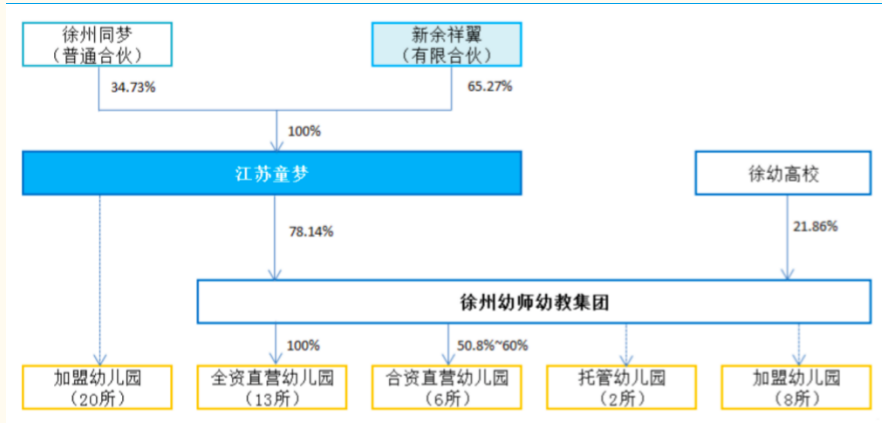 徐州同梦
（普通合伙）
新余祥翼
（有限合伙）
34.73%
65.27%
100%
江苏童梦
徐幼高校
78.14%
21.86%
徐州幼师幼教集团
100%
50.8%~60%
加盟幼儿园
（20所）
全资直营幼儿园
（13所）
合资直营幼儿园
（6所）
托管幼儿园
（2所）
加盟幼儿园
（8所）